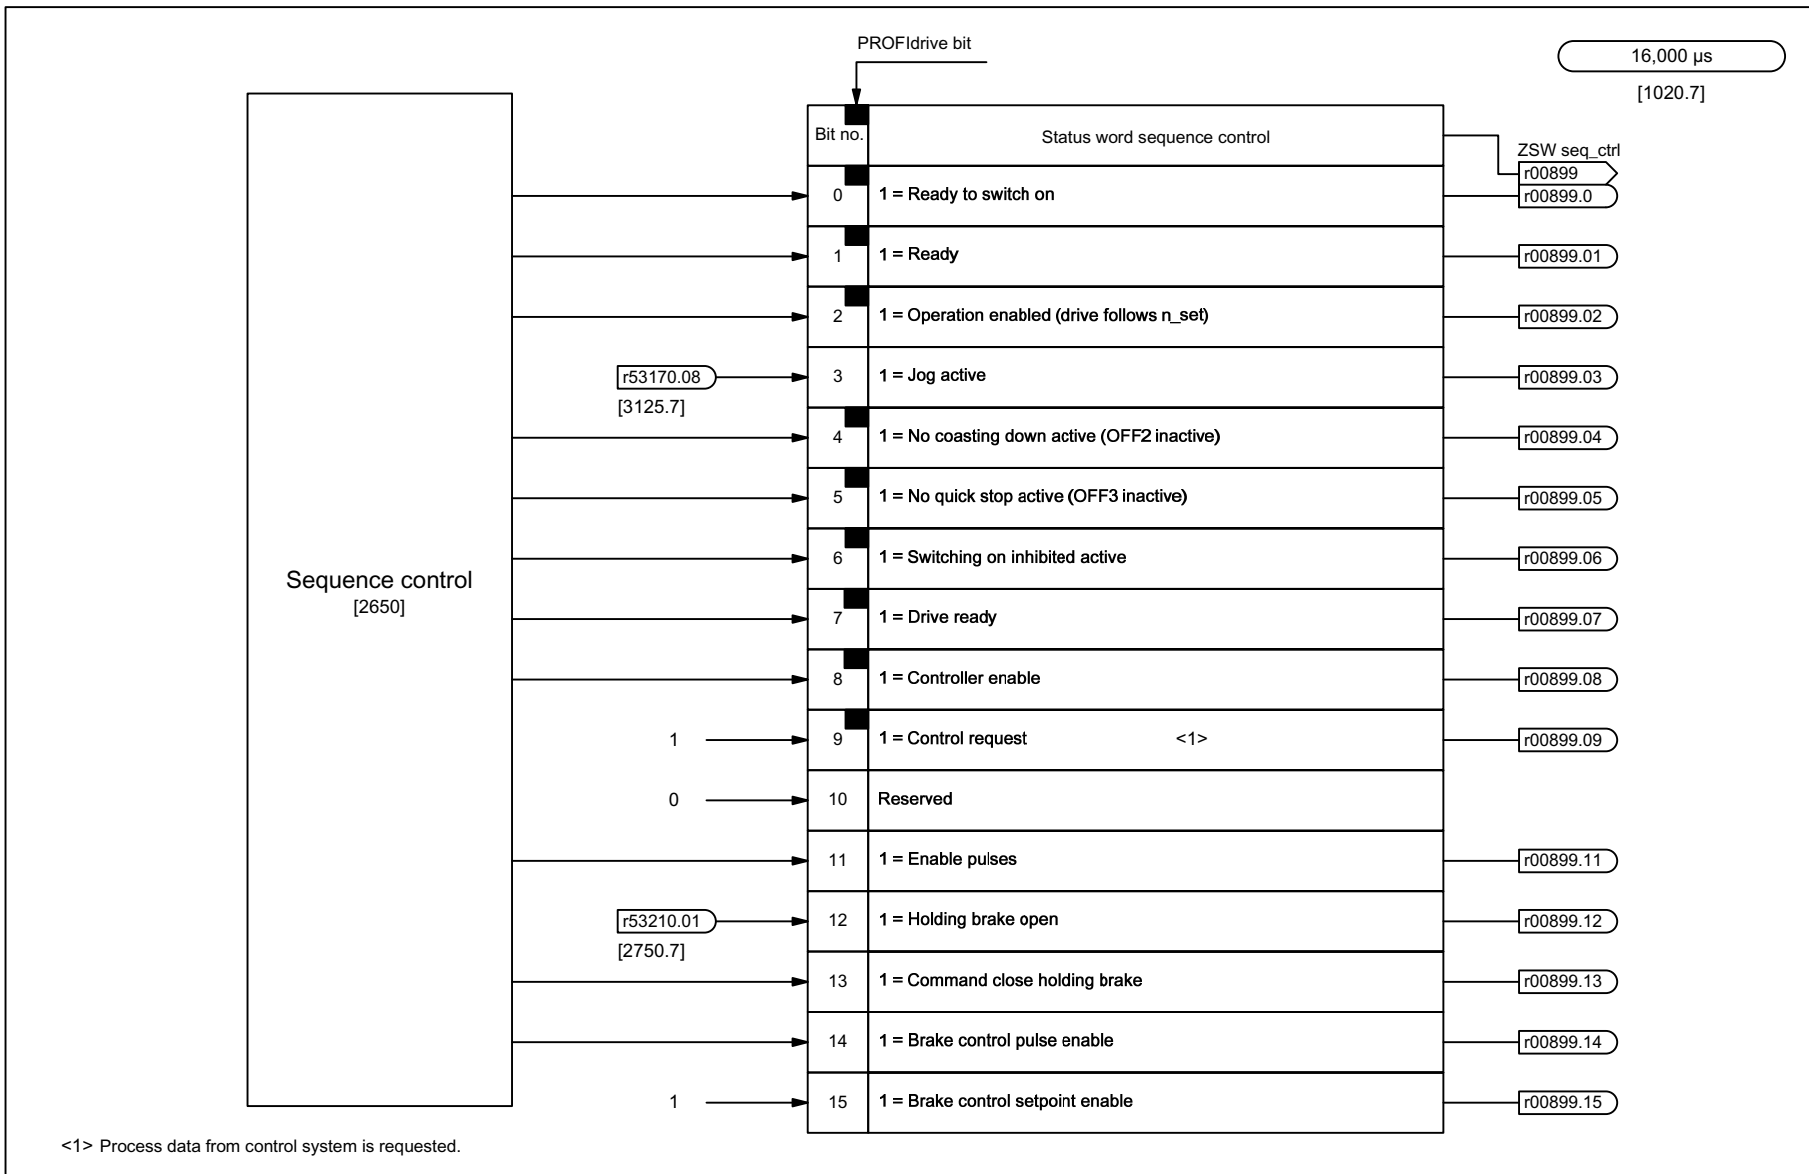 PROFIdrive bit
16,000 µs
[1020.7]
Bit no.
Status word sequence control
ZSW seq_ctrl
r00899
0
1 = Ready to switch on
r00899.0
1
1 = Ready
r00899.01
2
1 = Operation enabled (drive follows n_set)
r00899.02
r53170.08
[3125.7]
3
1 = Jog active
r00899.03
4
1 = No coasting down active (OFF2 inactive)
r00899.04
5
1 = No quick stop active (OFF3 inactive)
r00899.05
Sequence control
[2650]
6
1 = Switching on inhibited active
r00899.06
7
1 = Drive ready
r00899.07
8
1 = Controller enable
r00899.08
1
9
1 = Control request <1>
r00899.09
0
10
Reserved
11
1 = Enable pulses
r00899.11
r53210.01
[2750.7]
12
1 = Holding brake open
r00899.12
13
1 = Command close holding brake
r00899.13
14
1 = Brake control pulse enable
r00899.14
1
15
1 = Brake control setpoint enable
r00899.15
<1> Process data from control system is requested.